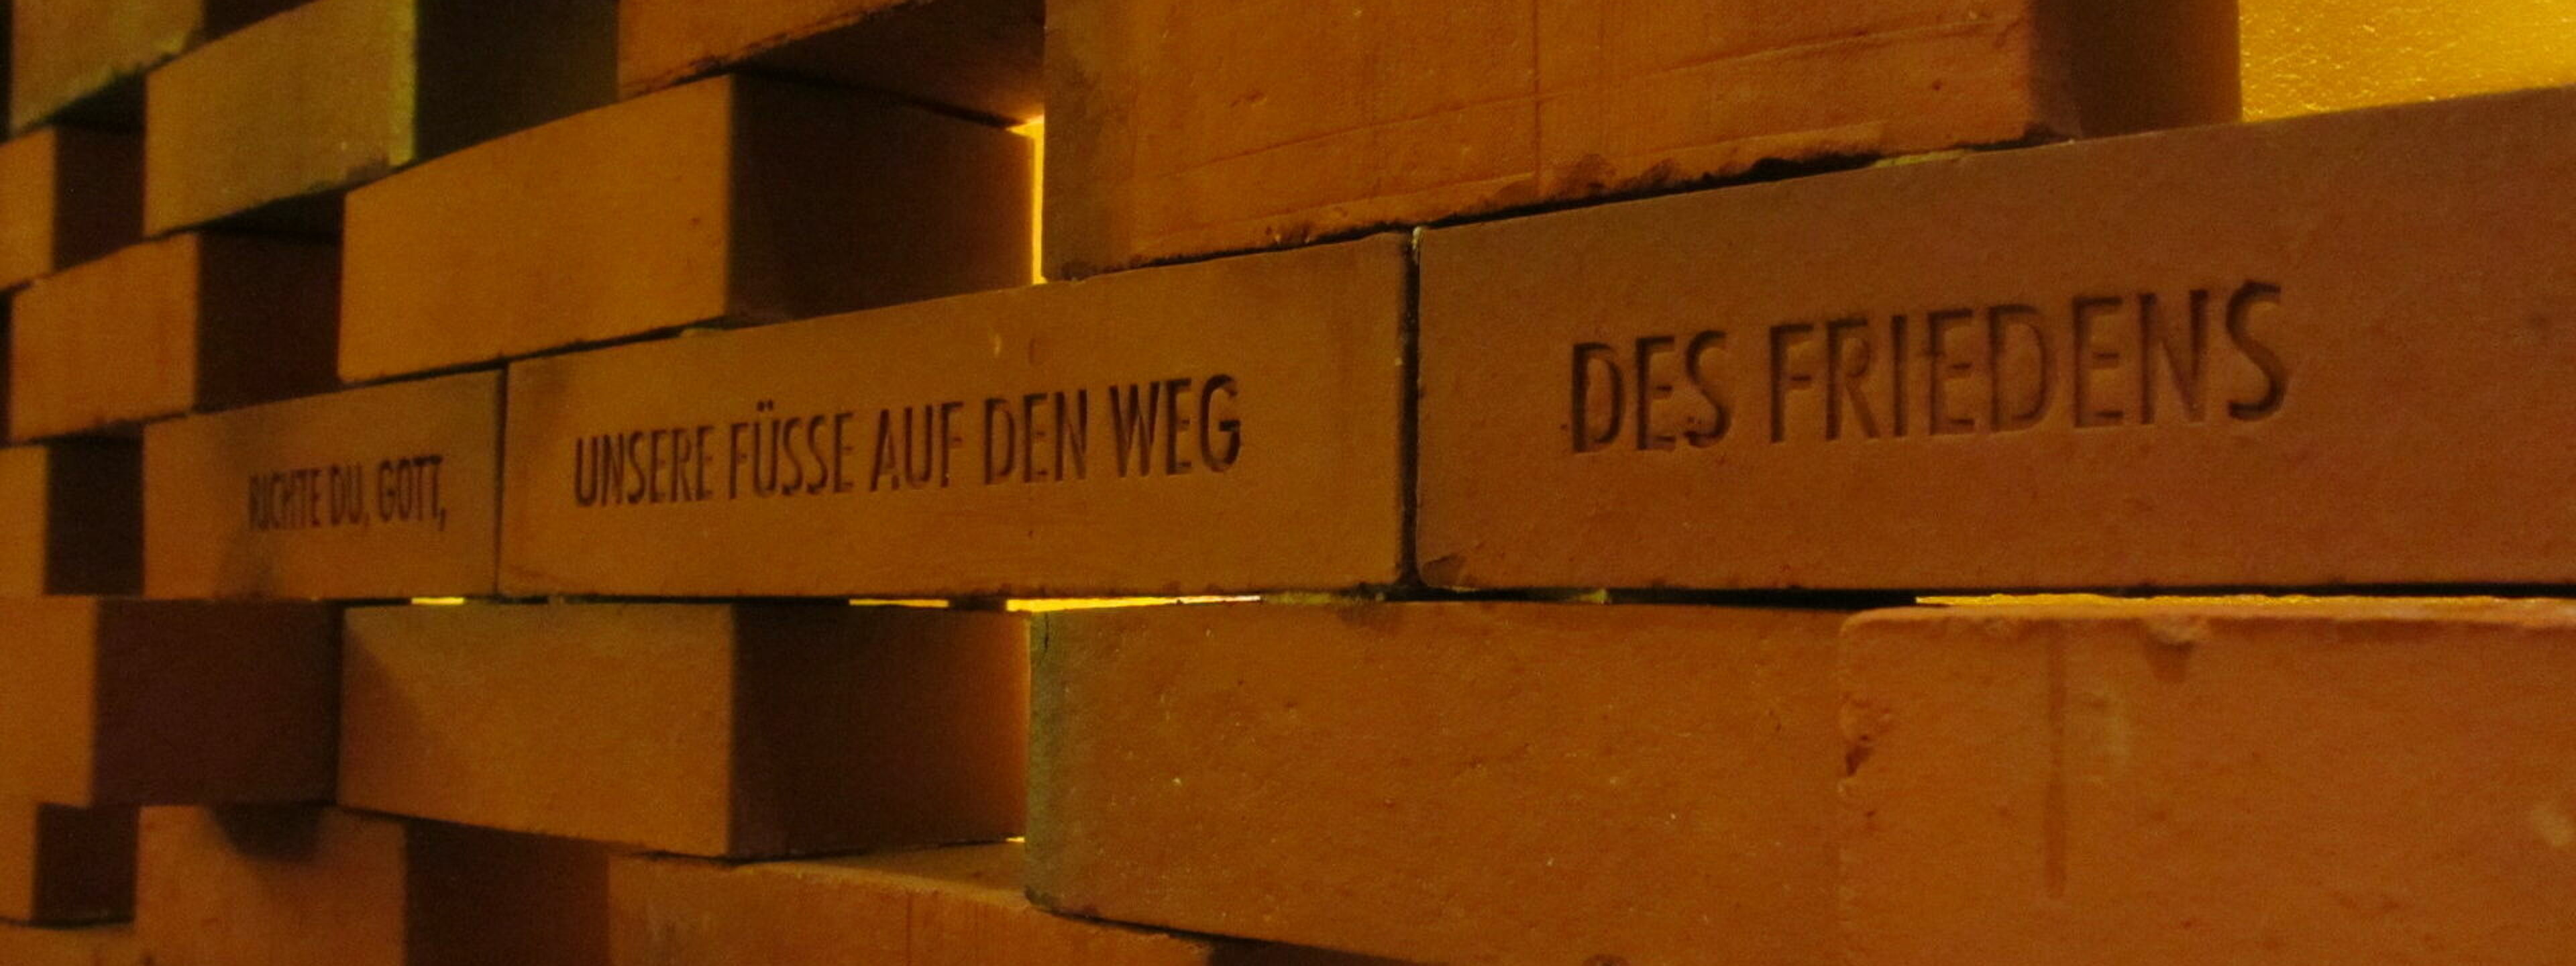 RICHTE DU, GOTT, UNSERE FÜSSE AUF DEN WEG DES FRIEDENS